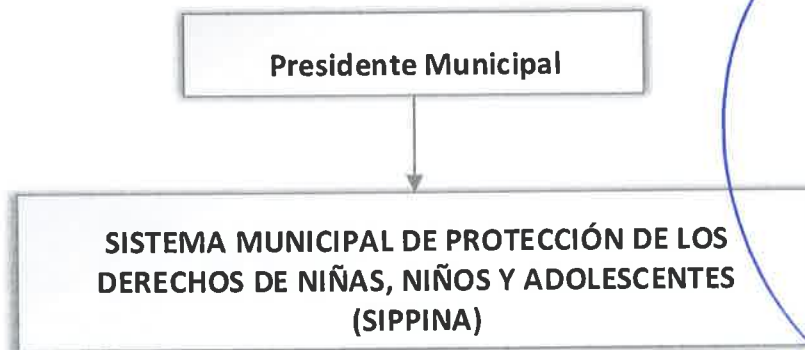 Presidente Municipal
SISTEMA MUNICIPAL DE PROTECCIÓN DE LOS
DERECHOS DE NIÑAS, NIÑOS Y ADOLESCENTES
(SIPPINA)